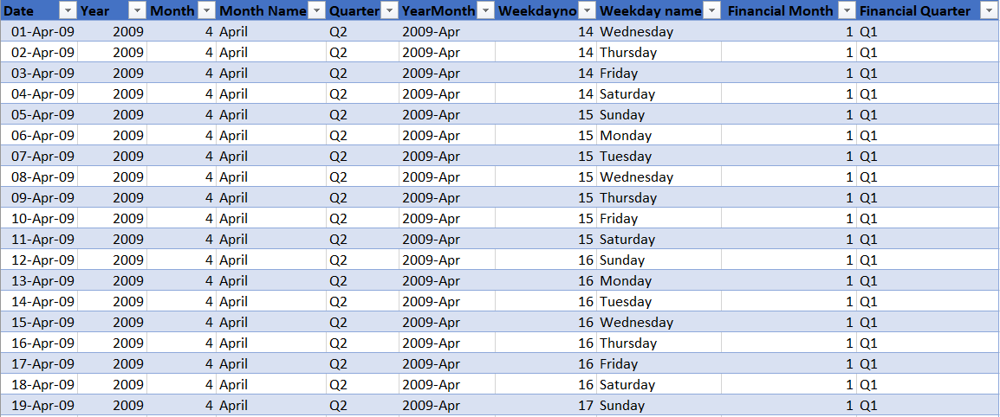 Date Year Month Month Name Quarter YearMonth Weekdayno Weekday name Financial Month Financial Quarter
01-Apr-09 2009 4 April Q2 2009-Apr 14 Wednesday 1 Q1
02-Apr-09 2009 4 April Q2 2009-Apr 14 Thursday 1 Q1
03-Apr-09 2009 4 April Q2 2009-Apr 14 Friday 1 Q1
04-Apr-09 2009 4 April Q2 2009-Apr 14 Saturday 1 Q1
05-Apr-09 2009 4 April Q2 2009-Apr 15 Sunday 1 Q1
06-Apr-09 2009 4 April Q2 2009-Apr 15 Monday 1 Q1
07-Apr-09 2009 4 April Q2 2009-Apr 15 Tuesday 1 Q1
08-Apr-09 2009 4 April Q2 2009-Apr 15 Wednesday 1 Q1
09-Apr-09 2009 4 April Q2 2009-Apr 15 Thursday 1 Q1
10-Apr-09 2009 4 April Q2 2009-Apr 15 Friday 1 Q1
11-Apr-09 2009 4 April Q2 2009-Apr 15 Saturday 1 Q1
12-Apr-09 2009 4 April Q2 2009-Apr 16 Sunday 1 Q1
13-Apr-09 2009 4 April Q2 2009-Apr 16 Monday 1 Q1
14-Apr-09 2009 4 April Q2 2009-Apr 16 Tuesday 1 Q1
15-Apr-09 2009 4 April Q2 2009-Apr 16 Wednesday 1 Q1
16-Apr-09 2009 4 April Q2 2009-Apr 16 Thursday 1 Q1
17-Apr-09 2009 4 April Q2 2009-Apr 16 Friday 1 Q1
18-Apr-09 2009 4 April Q2 2009-Apr 16 Saturday 1 Q1
19-Apr-09 2009 4 April Q2 2009-Apr 17 Sunday 1 Q1